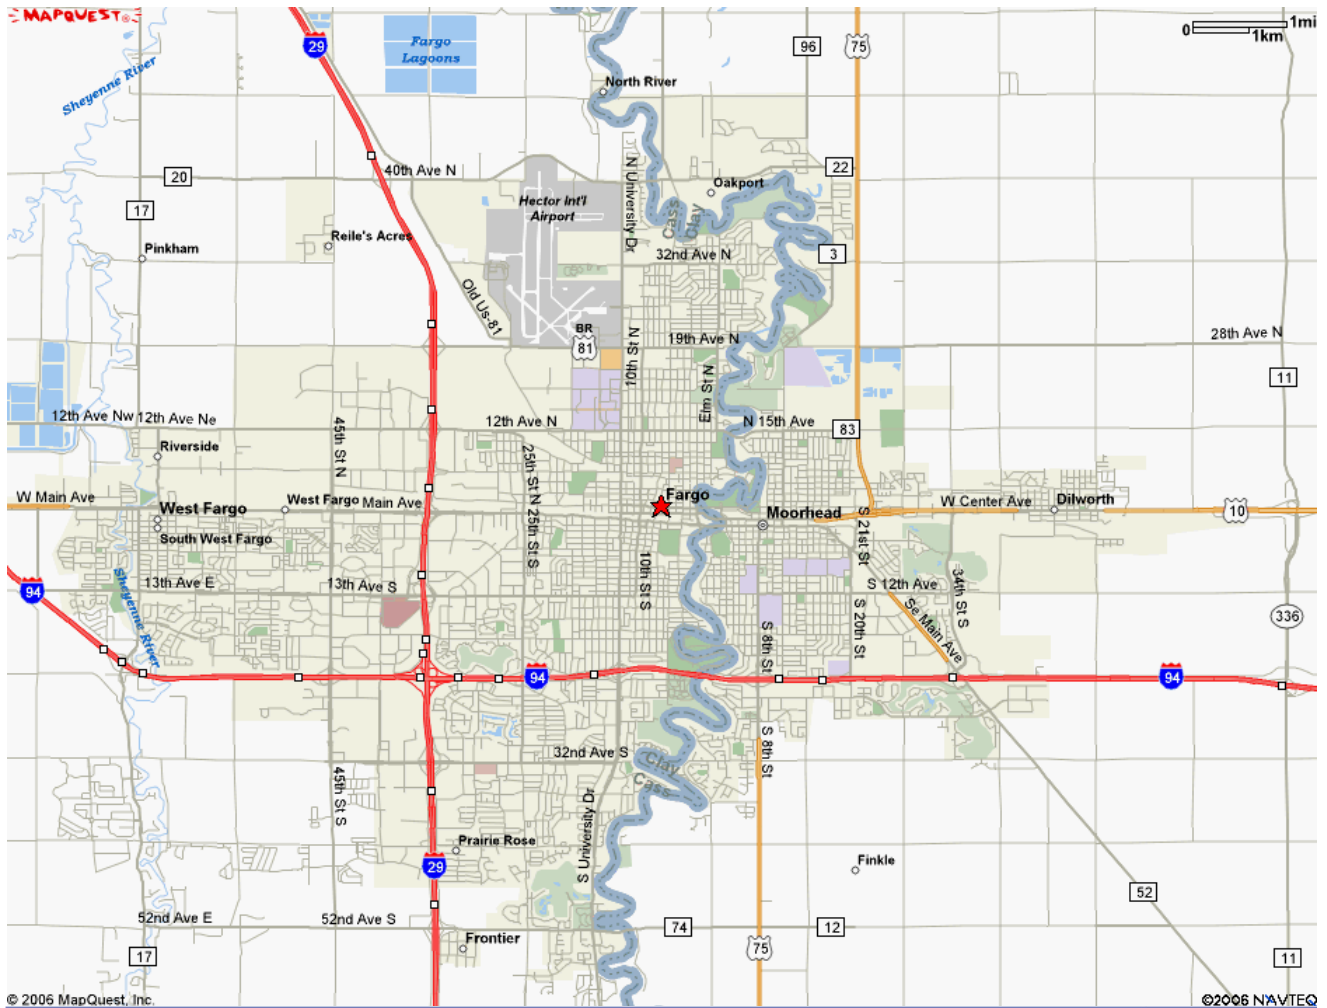 MAPQUEST
29
Fargo
Lagoons
96
75
0
1mi
1km
Sheyenne River
North River
40th Ave N
22
20
Oakport
17
Hector Int'l
Airport
N University Dr
Cass
Clay
Reile's Acres
Pinkham
32nd Ave N
3
Old Us-81
BR
81
10th St N
19th Ave N
28th Ave N
Elm St N
11
12th Ave Nw
12th Ave Ne
45th St N
12th Ave N
N 15th Ave
83
Riverside
25th St N
W Main Ave
West Fargo
West Fargo
Main Ave
Fargo
Moorhead
W Center Ave
Dilworth
10
South West Fargo
25th St S
S 21st St
13th Ave E
13th Ave S
10th St S
S 12th Ave
34th St S
94
Sheyenne River
Se Main Ave
336
S 8th St
S 20th St
94
94
32nd Ave S
S 8th St
Clay
Cass
45th St S
S University Dr
Prairie Rose
29
Finkle
52
52nd Ave E
52nd Ave S
74
12
Frontier
75
17
11
© 2006 MapQuest, Inc.
©2006 NAVTEQ